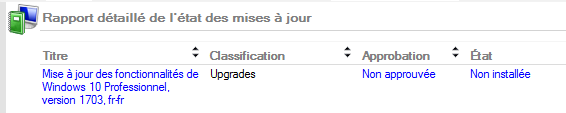 Rapport détaillé de l'état des mises à jour
Titre Classification Approbation État
Mise à jour des fonctionnalités de Upgrades Non approuvée Non installée
Windows 10 Professionnel,
version 1703, fr-fr